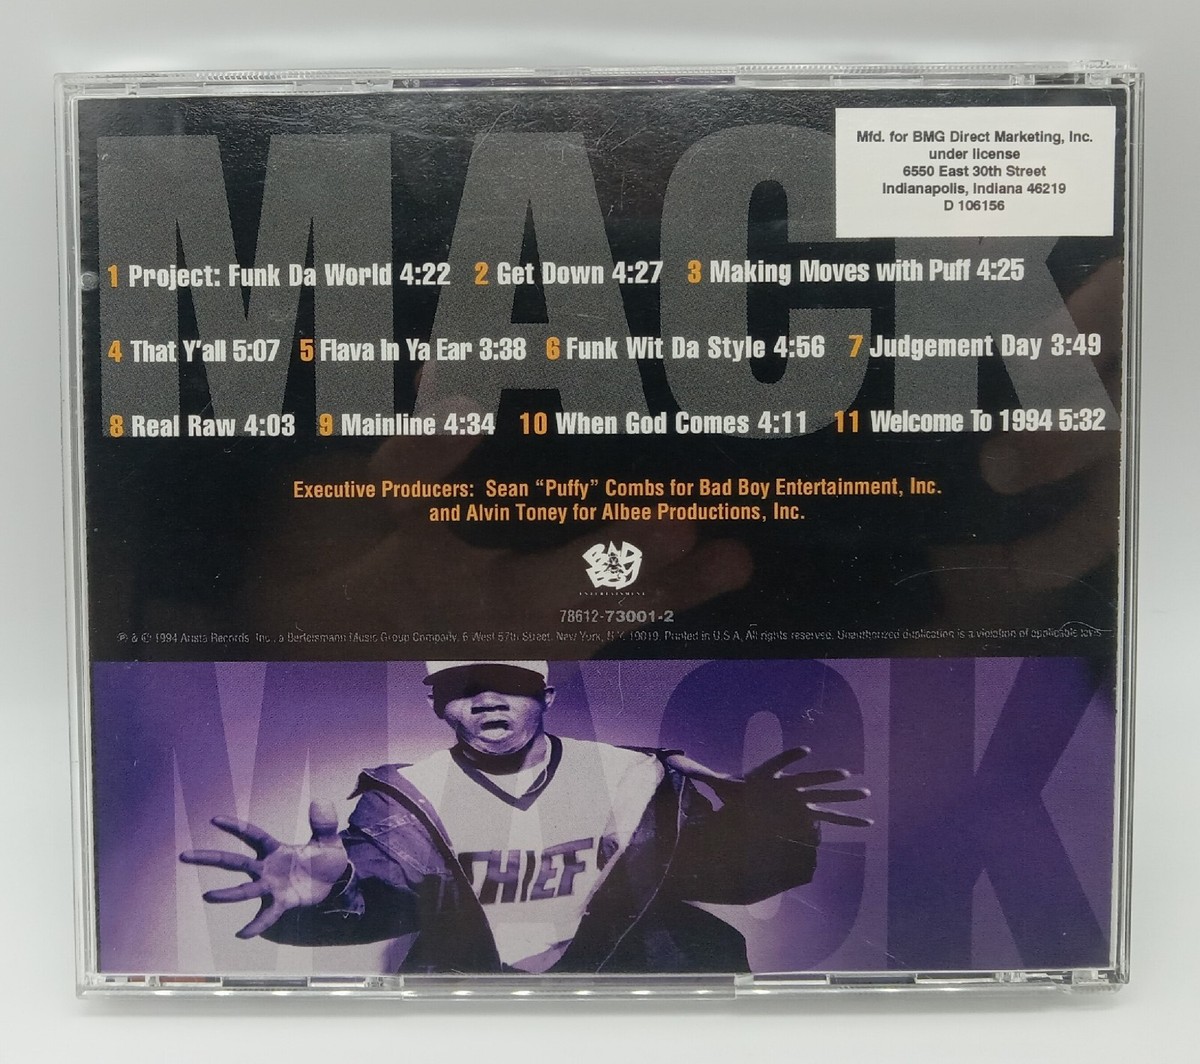 MACK
Mfd. for BMG Direct Marketing, Inc.
under license
6550 East 30th Street
Indianapolis, Indiana 46219
D 106156
1 Project: Funk Da World 4:22 2 Get Down 4:27 3 Making Moves with Puff 4:25
4 That Y'all 5:07 5 Flava In Ya Ear 3:38 6 Funk Wit Da Style 4:56 7 Judgement Day 3:49
8 Real Raw 4:03 9 Mainline 4:34 10 When God Comes 4:11 11 Welcome To 1994 5:32
Executive Producers: Sean “Puffy” Combs for Bad Boy Entertainment, Inc.
and Alvin Toney for Albee Productions, Inc.
BAD
BOY
ENTERTAINMENT
78612-73001-2
℗ & © 1994 Arista Records, Inc., a Bertelsmann Music Group Company, 6 West 57th Street, New York, N.Y. 10019. Printed in U.S.A. All rights reserved. Unauthorized duplication is a violation of applicable laws
MACK
CHIEFS